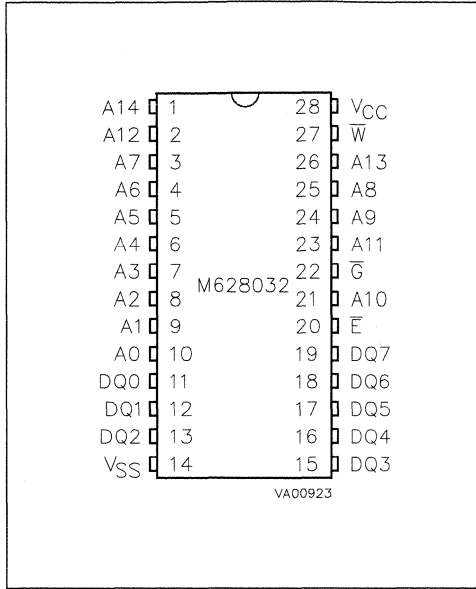 A14 1 28 VCC
A12 2 27 W̅
A7 3 26 A13
A6 4 25 A8
A5 5 24 A9
A4 6 23 A11
A3 7 22 G̅
M628032
A2 8 21 A10
A1 9 20 E̅
A0 10 19 DQ7
DQ0 11 18 DQ6
DQ1 12 17 DQ5
DQ2 13 16 DQ4
VSS 14 15 DQ3
VA00923